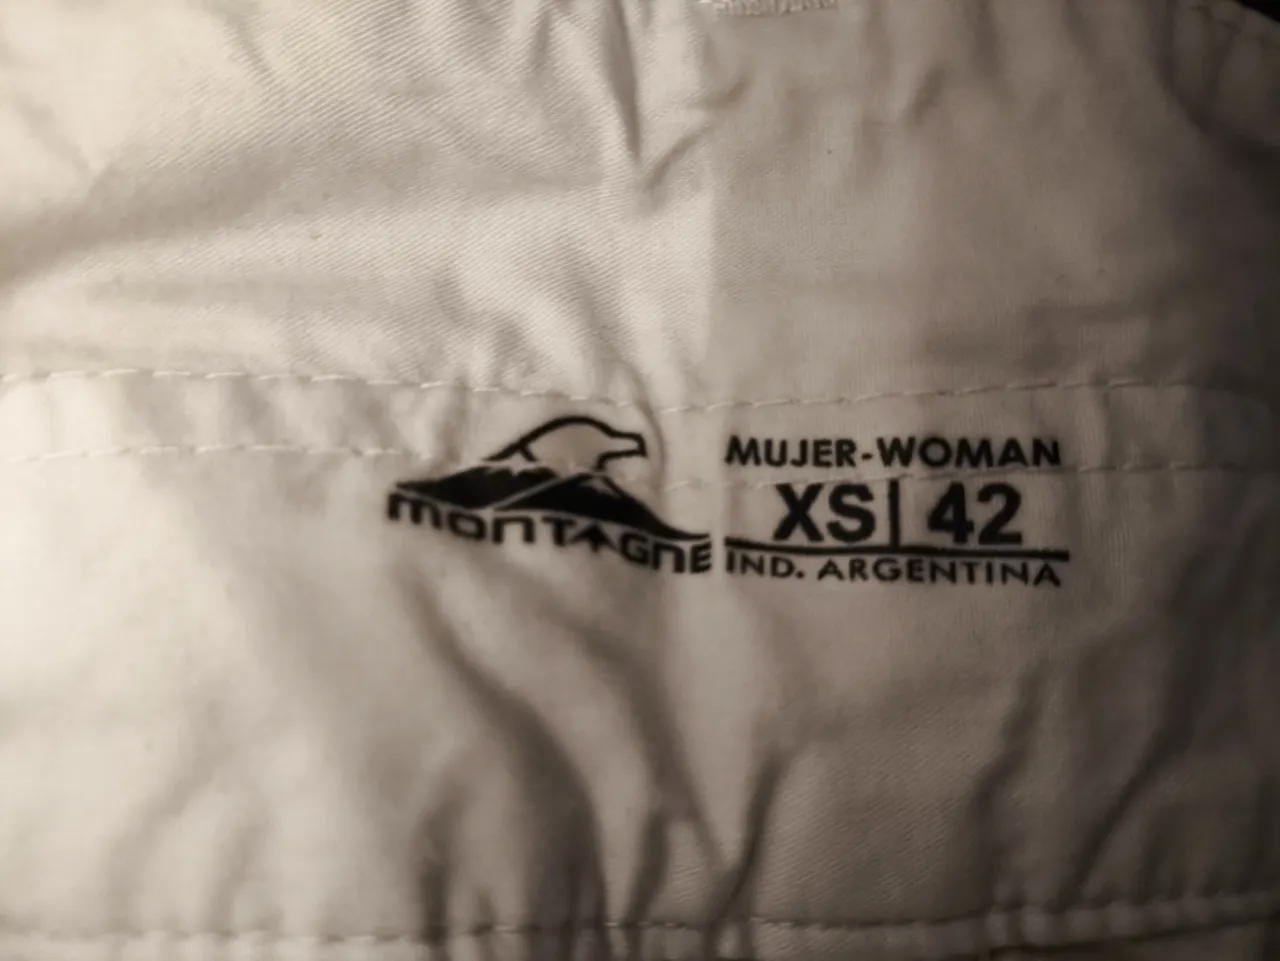 MONTAGNE
MUJER-WOMAN
XS | 42
IND. ARGENTINA